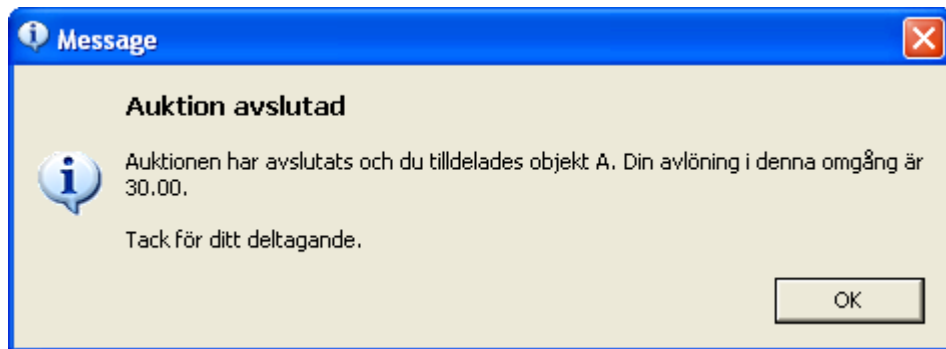 Message
Auktion avslutad
Auktionen har avslutats och du tilldelades objekt A. Din avlöning i denna omgång är
30.00.
Tack för ditt deltagande.
OK